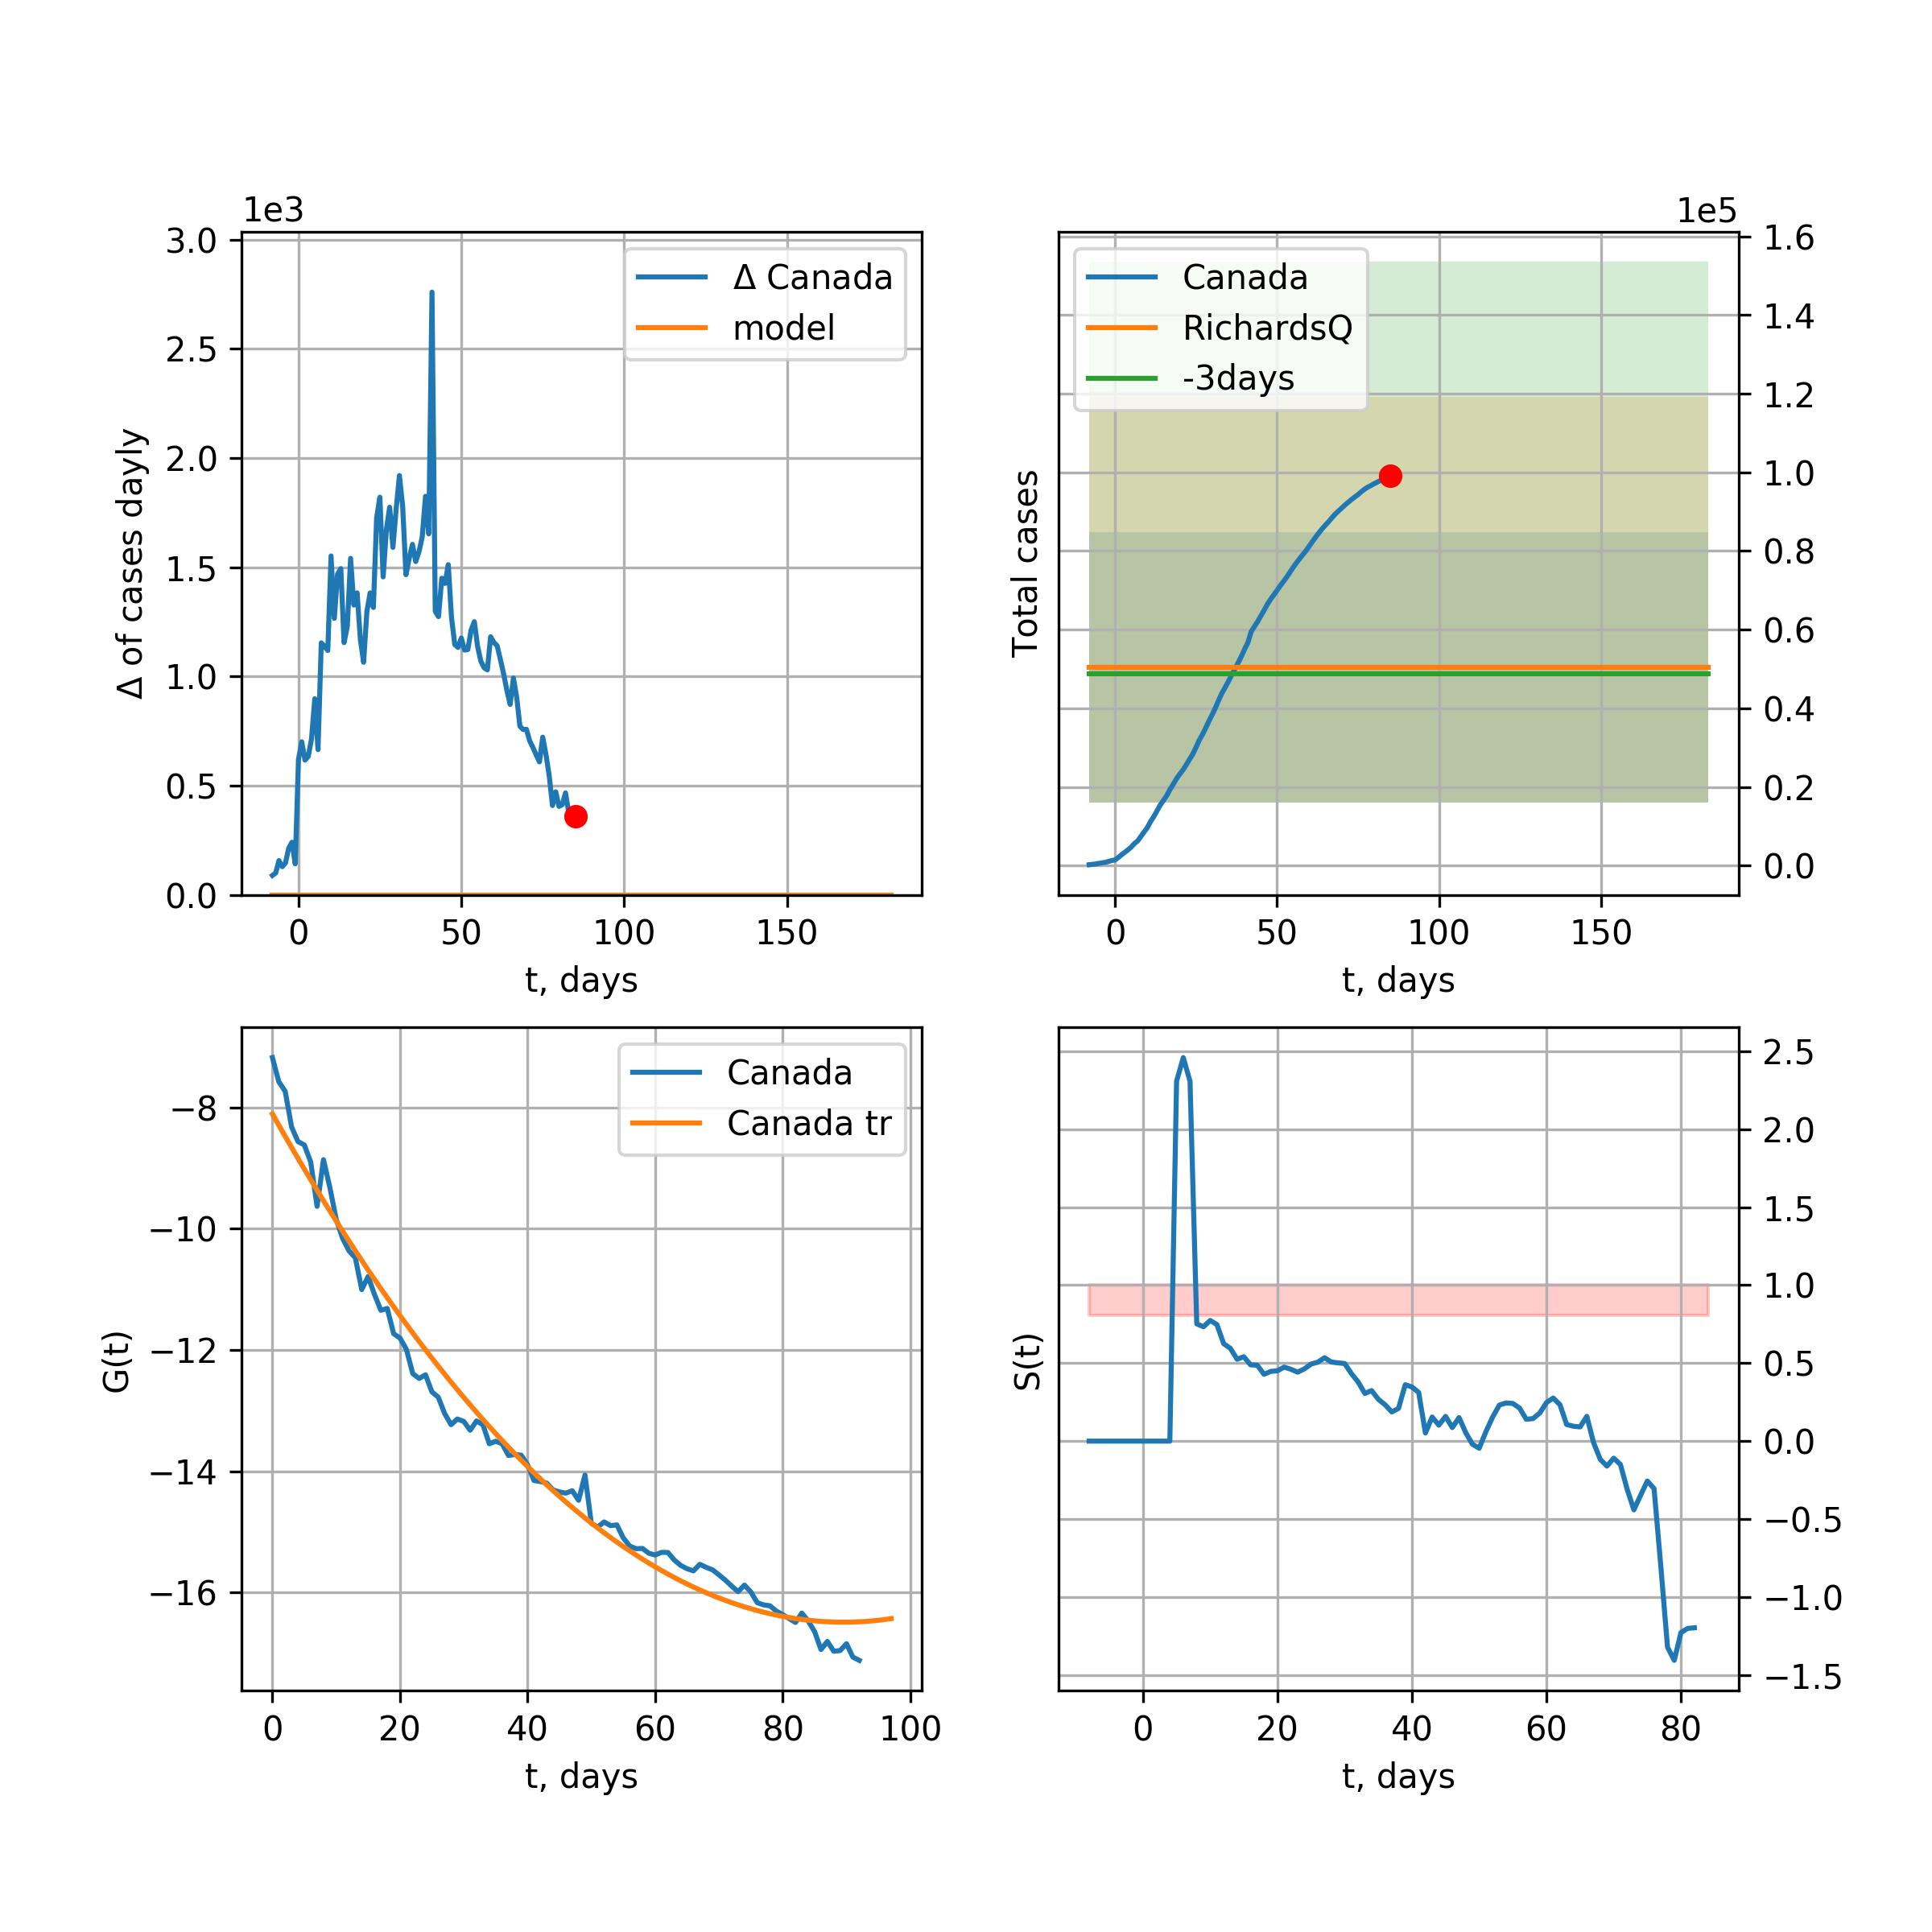 1e3
3.0
2.5
2.0
1.5
1.0
0.5
0.0
Δ of cases dayly
Δ Canada
model
0 50 100 150
t, days
1e5
1.6
1.4
1.2
1.0
0.8
0.6
0.4
0.2
0.0
Total cases
Canada
RichardsQ
-3days
0 50 100 150
t, days
−8
−10
−12
−14
−16
G(t)
Canada
Canada tr
0 20 40 60 80 100
t, days
2.5
2.0
1.5
1.0
0.5
0.0
−0.5
−1.0
−1.5
S(t)
0 20 40 60 80
t, days